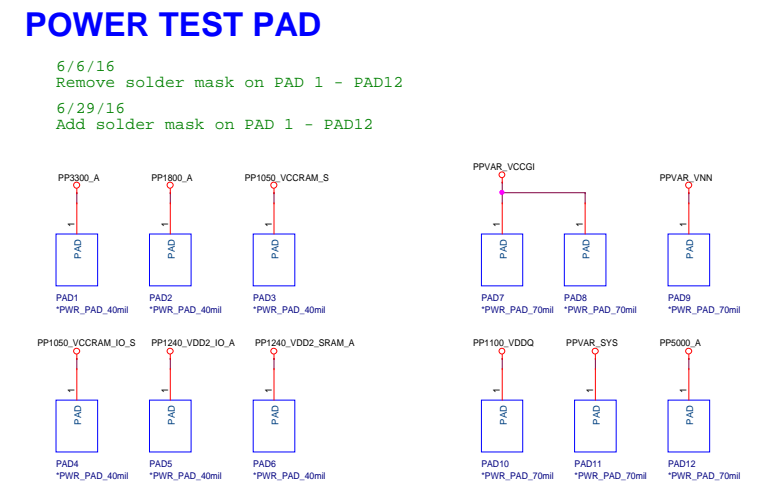 POWER TEST PAD
6/6/16
Remove solder mask on PAD 1 - PAD12
6/29/16
Add solder mask on PAD 1 - PAD12
PP3300_A PP1800_A PP1050_VCCRAM_S PPVAR_VCCGI PPVAR_VNN
1 1 1 1 1 1
PAD PAD PAD PAD PAD PAD
PAD1 PAD2 PAD3 PAD7 PAD8 PAD9
*PWR_PAD_40mil *PWR_PAD_40mil *PWR_PAD_40mil *PWR_PAD_70mil *PWR_PAD_70mil *PWR_PAD_70mil
PP1050_VCCRAM_IO_S PP1240_VDD2_IO_A PP1240_VDD2_SRAM_A PP1100_VDDQ PPVAR_SYS PP5000_A
1 1 1 1 1 1
PAD PAD PAD PAD PAD PAD
PAD4 PAD5 PAD6 PAD10 PAD11 PAD12
*PWR_PAD_40mil *PWR_PAD_40mil *PWR_PAD_40mil *PWR_PAD_70mil *PWR_PAD_70mil *PWR_PAD_70mil